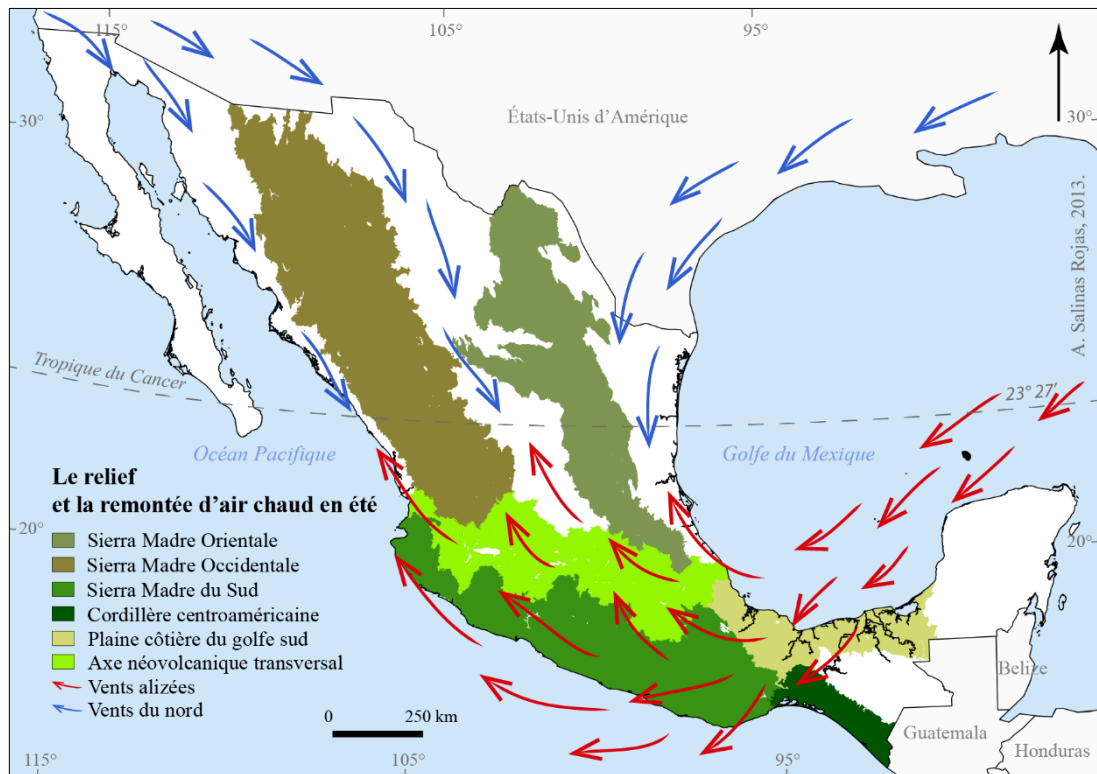 115°
105°
95°
30°
États-Unis d’Amérique
30°
A. Salinas Rojas, 2013.
Tropique du Cancer
23° 27’
Océan Pacifique
Golfe du Mexique
Le relief
et la remontée d’air chaud en été
Sierra Madre Orientale
Sierra Madre Occidentale
Sierra Madre du Sud
Cordillère centroaméricaine
Plaine côtière du golfe sud
Axe néovolcanique transversal
Vents alizées
Vents du nord
20°
20°
0
250 km
Belize
Guatemala
Honduras
115°
105°
95°